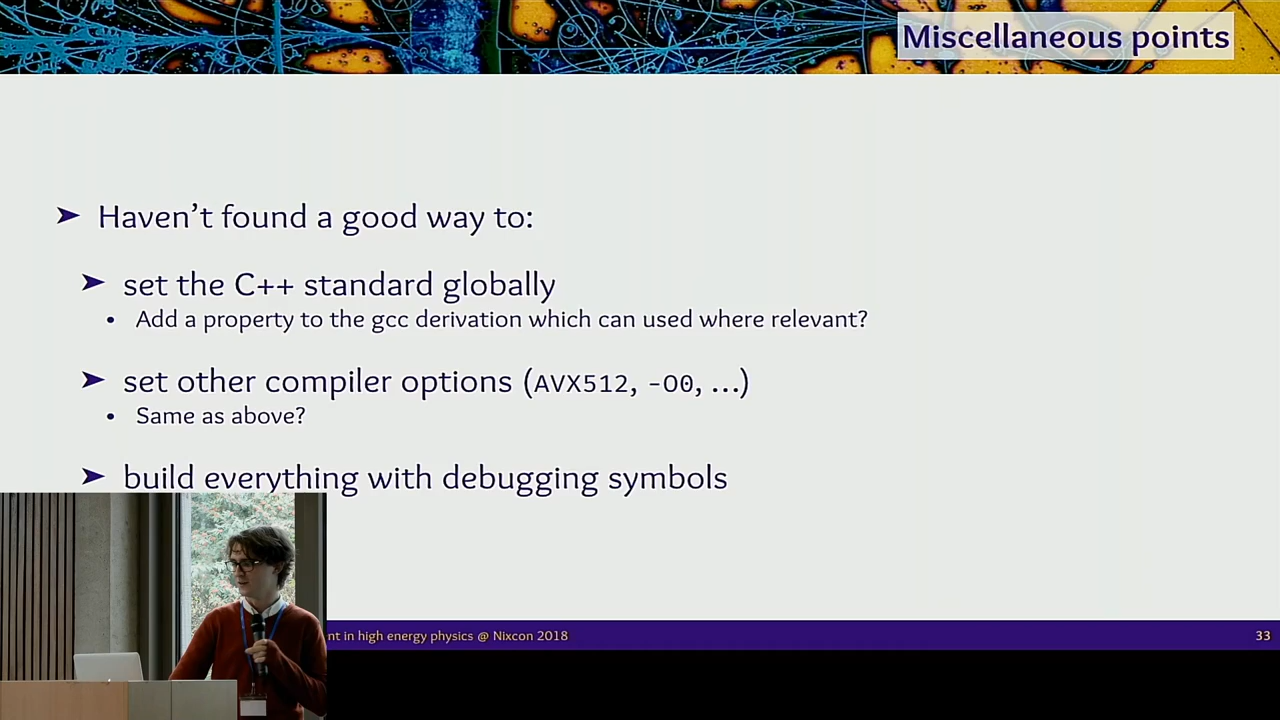 Miscellaneous points
➤ Haven’t found a good way to:
➤ set the C++ standard globally
• Add a property to the gcc derivation which can used where relevant?
➤ set other compiler options (AVX512, -O0, …)
• Same as above?
➤ build everything with debugging symbols
nt in high energy physics @ Nixcon 2018
33